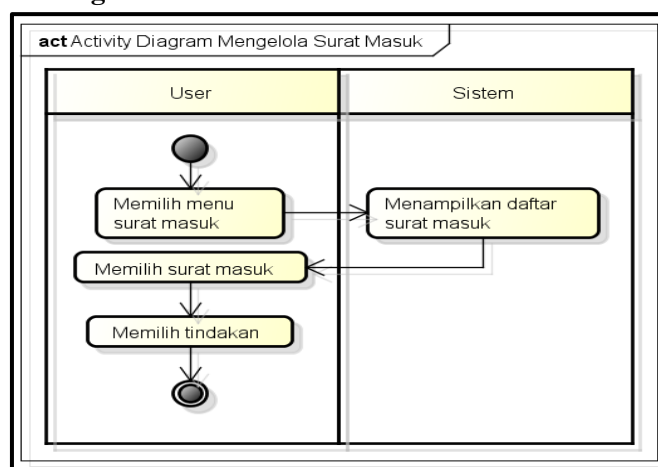 act Activity Diagram Mengelola Surat Masuk
User
Sistem
Memilih menu
surat masuk
Menampilkan daftar
surat masuk
Memilih surat masuk
Memilih tindakan